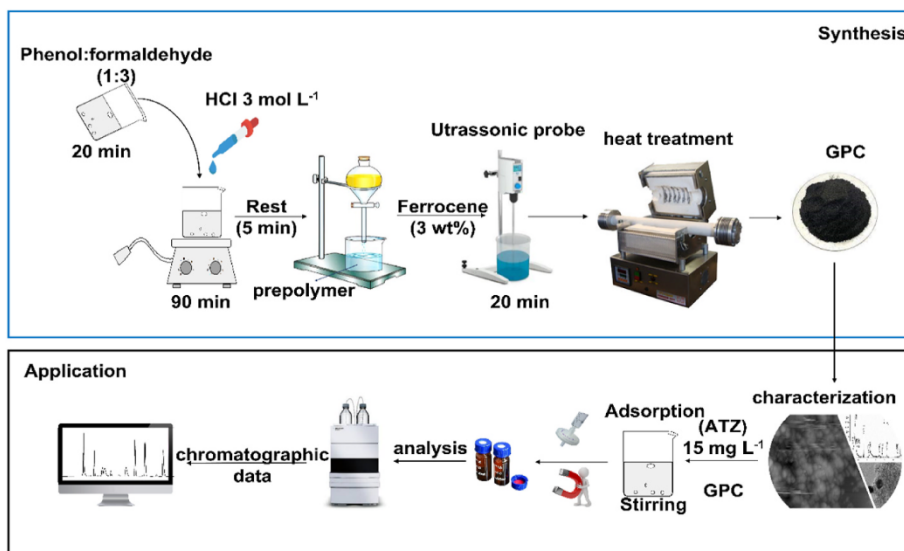 Synthesis
Phenol:formaldehyde
(1:3)
20 min
HCl 3 mol L⁻¹
90 min
Rest
(5 min)
prepolymer
Ferrocene
(3 wt%)
Utrassonic probe
20 min
heat treatment
GPC
Application
characterization
Adsorption
(ATZ)
15 mg L⁻¹
GPC
Stirring
analysis
chromatographic
data